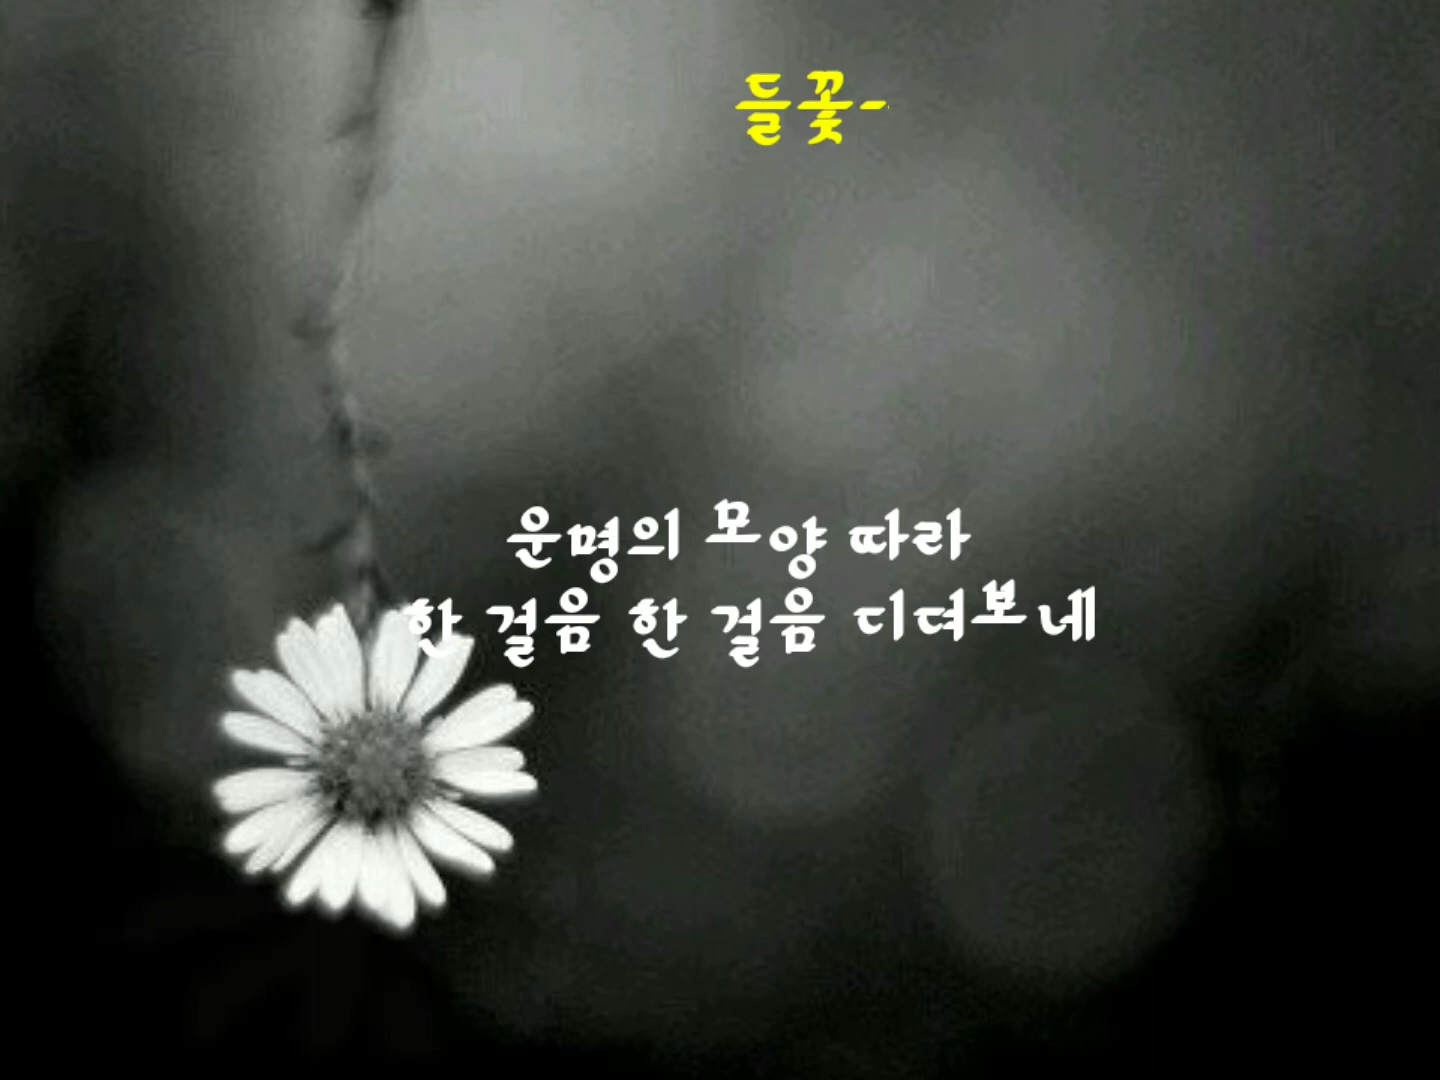 들꽃-
운명의 모양 따라
한 걸음 한 걸음 디뎌보네